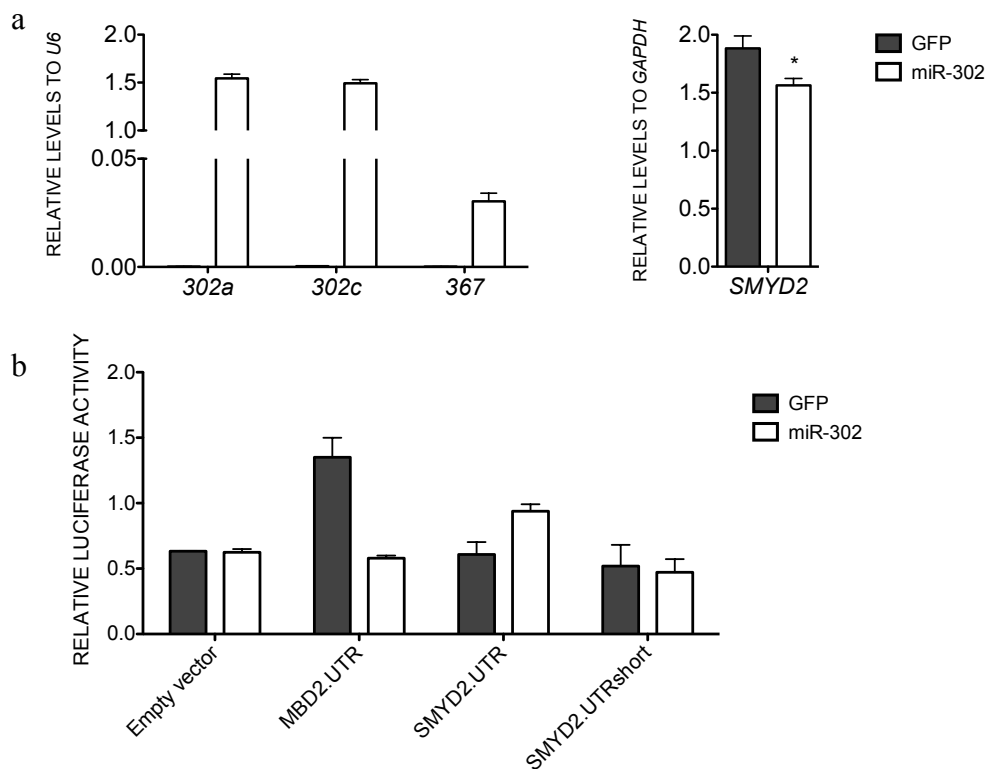 a
RELATIVE LEVELS TO U6
2.0
1.5
1.0
0.05
0.00
302a 302c 367
RELATIVE LEVELS TO GAPDH
2.0
1.5
1.0
0.5
0.0
*
SMYD2
GFP
miR-302
b
RELATIVE LUCIFERASE ACTIVITY
2.0
1.5
1.0
0.5
0.0
Empty vector
MBD2.UTR
SMYD2.UTR
SMYD2.UTRshort
GFP
miR-302